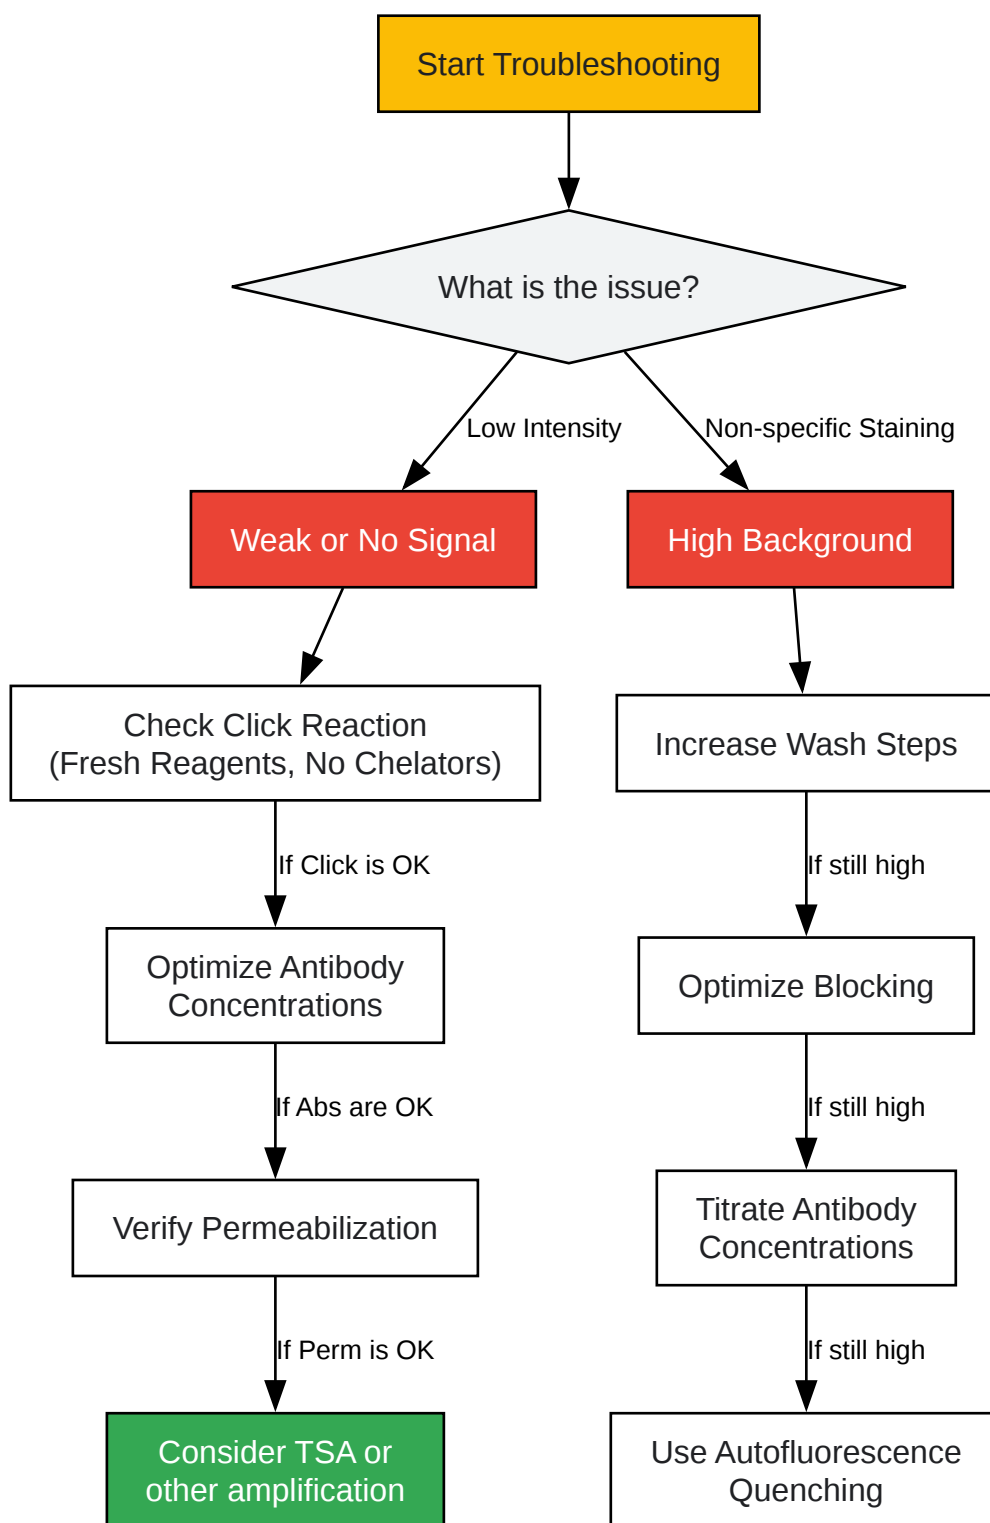 Start Troubleshooting
What is the issue?
Low Intensity
Non-specific Staining
Weak or No Signal
High Background
Check Click Reaction
(Fresh Reagents, No Chelators)
Increase Wash Steps
If Click is OK
If still high
Optimize Antibody
Concentrations
Optimize Blocking
If Abs are OK
If still high
Verify Permeabilization
Titrate Antibody
Concentrations
If Perm is OK
If still high
Consider TSA or
other amplification
Use Autofluorescence
Quenching